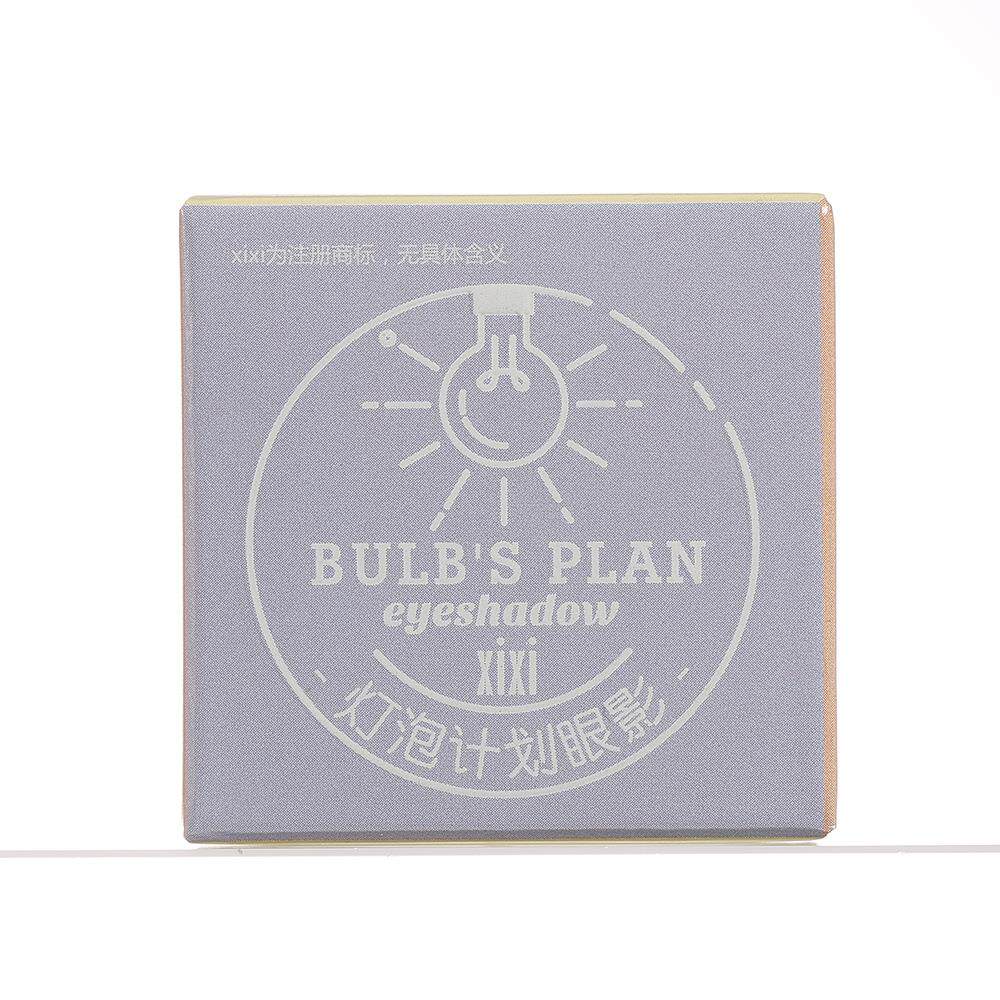 xixi为注册商标，无具体含义
BULB'S PLAN
eyeshadow
xixi
- 灯泡计划眼影 -